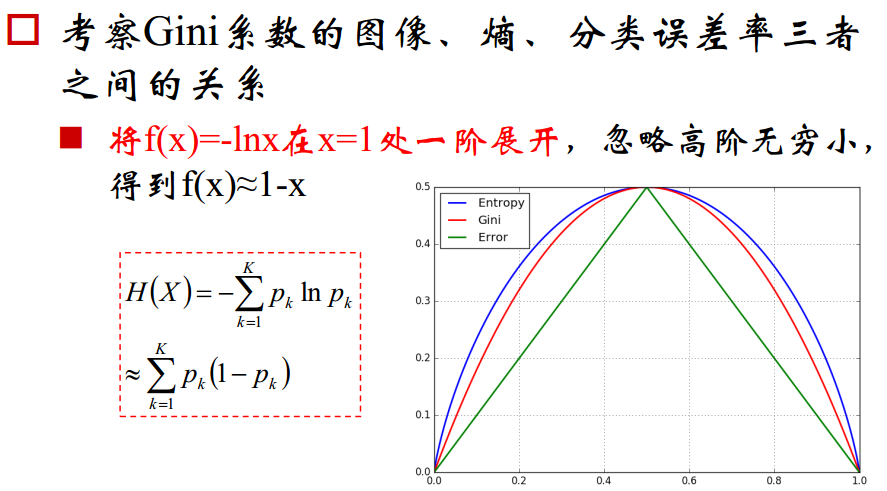 考察Gini系数的图像、熵、分类误差率三者
之间的关系
将f(x)=-lnx在x=1处一阶展开，忽略高阶无穷小，
得到f(x)≈1-x
H(X) = -∑_{k=1}^{K} p_k ln p_k
≈ ∑_{k=1}^{K} p_k(1 - p_k)
Entropy
Gini
Error
0.5
0.4
0.3
0.2
0.1
0.0
0.0 0.2 0.4 0.6 0.8 1.0